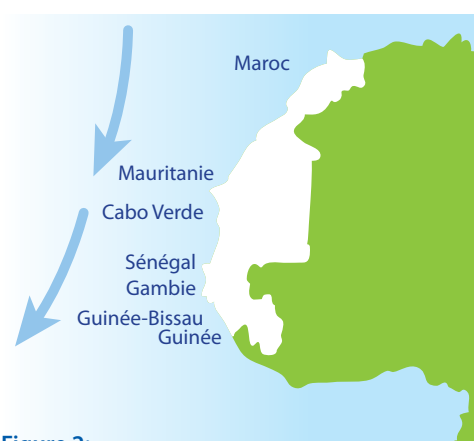 Maroc
Mauritanie
Cabo Verde
Sénégal
Gambie
Guinée-Bissau
Guinée
Figure 2: